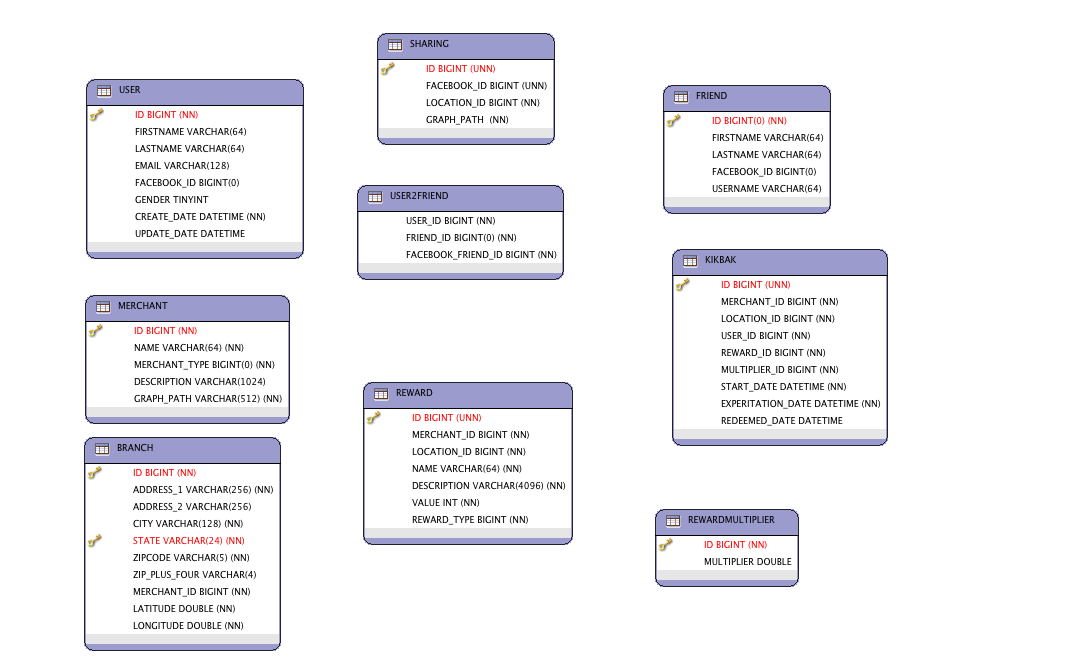 USER
ID BIGINT (NN)
FIRSTNAME VARCHAR(64)
LASTNAME VARCHAR(64)
EMAIL VARCHAR(128)
FACEBOOK_ID BIGINT(0)
GENDER TINYINT
CREATE_DATE DATETIME (NN)
UPDATE_DATE DATETIME
MERCHANT
ID BIGINT (NN)
NAME VARCHAR(64) (NN)
MERCHANT_TYPE BIGINT(0) (NN)
DESCRIPTION VARCHAR(1024)
GRAPH_PATH VARCHAR(512) (NN)
BRANCH
ID BIGINT (NN)
ADDRESS_1 VARCHAR(256) (NN)
ADDRESS_2 VARCHAR(256)
CITY VARCHAR(128) (NN)
STATE VARCHAR(24) (NN)
ZIPCODE VARCHAR(5) (NN)
ZIP_PLUS_FOUR VARCHAR(4)
MERCHANT_ID BIGINT (NN)
LATITUDE DOUBLE (NN)
LONGITUDE DOUBLE (NN)
SHARING
ID BIGINT (UNN)
FACEBOOK_ID BIGINT (UNN)
LOCATION_ID BIGINT (NN)
GRAPH_PATH (NN)
USER2FRIEND
USER_ID BIGINT (NN)
FRIEND_ID BIGINT(0) (NN)
FACEBOOK_FRIEND_ID BIGINT (NN)
REWARD
ID BIGINT (UNN)
MERCHANT_ID BIGINT (NN)
LOCATION_ID BIGINT (NN)
NAME VARCHAR(64) (NN)
DESCRIPTION VARCHAR(4096) (NN)
VALUE INT (NN)
REWARD_TYPE BIGINT (NN)
FRIEND
ID BIGINT(0) (NN)
FIRSTNAME VARCHAR(64)
LASTNAME VARCHAR(64)
FACEBOOK_ID BIGINT(0)
USERNAME VARCHAR(64)
KIKBAK
ID BIGINT (UNN)
MERCHANT_ID BIGINT (NN)
LOCATION_ID BIGINT (NN)
USER_ID BIGINT (NN)
REWARD_ID BIGINT (NN)
MULTIPLIER_ID BIGINT (NN)
START_DATE DATETIME (NN)
EXPERITATION_DATE DATETIME (NN)
REDEEMED_DATE DATETIME
REWARDMULTIPLIER
ID BIGINT (NN)
MULTIPLIER DOUBLE